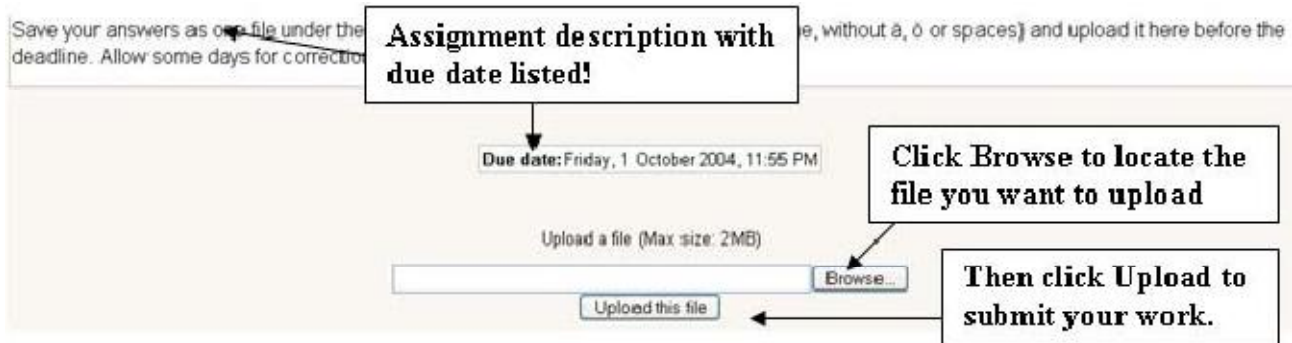 Save your answers as one file under the
Assignment description with
due date listed!
e, without ä, ö or spaces) and upload it here before the
deadline. Allow some days for correction
Due date: Friday, 1 October 2004, 11:55 PM
Click Browse to locate the
file you want to upload
Upload a file (Max size: 2MB)
Browse...
Upload this file
Then click Upload to
submit your work.